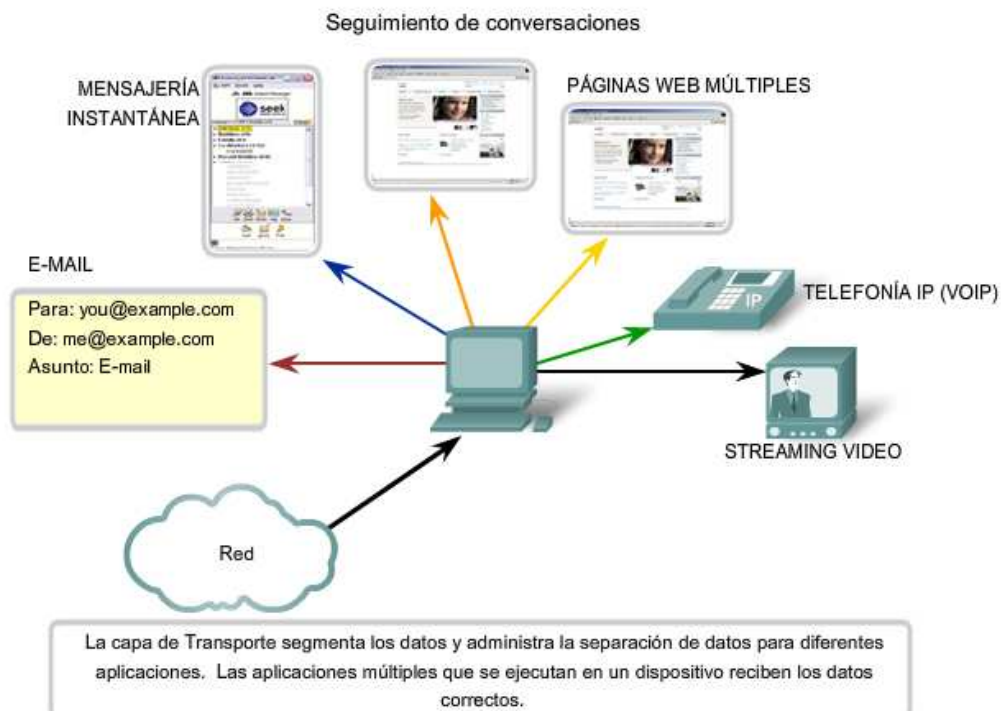 Seguimiento de conversaciones
MENSAJERÍA
INSTANTÁNEA
seek
PÁGINAS WEB MÚLTIPLES
E-MAIL
Para: you@example.com
De: me@example.com
Asunto: E-mail
IP
TELEFONÍA IP (VOIP)
STREAMING VIDEO
Red
La capa de Transporte segmenta los datos y administra la separación de datos para diferentes
aplicaciones. Las aplicaciones múltiples que se ejecutan en un dispositivo reciben los datos
correctos.